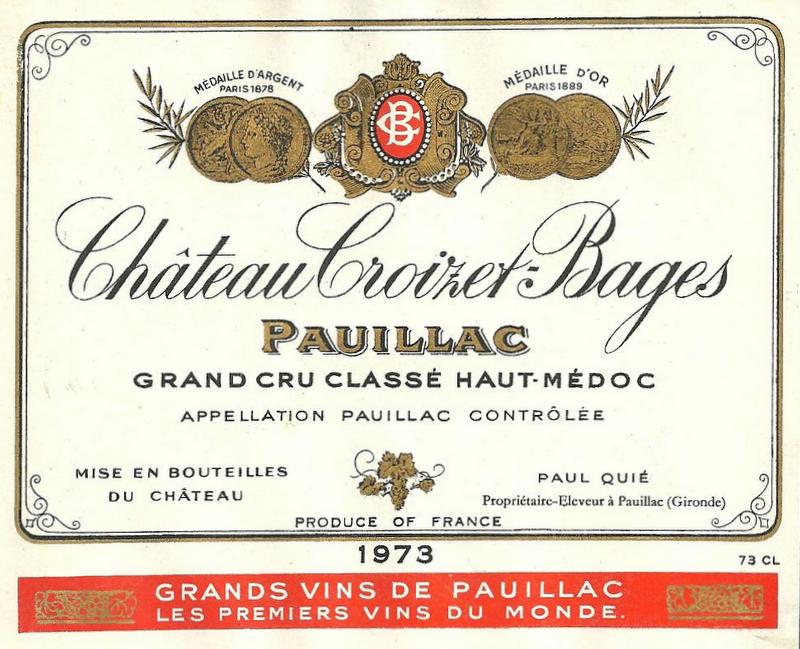 MÉDAILLE D'ARGENT
PARIS 1878
CB
MÉDAILLE D'OR
PARIS 1889
Château Croizet-Bages
PAUILLAC
GRAND CRU CLASSÉ HAUT-MÉDOC
APPELLATION PAUILLAC CONTRÔLÉE
MISE EN BOUTEILLES
DU CHÂTEAU
PAUL QUIÉ
Propriétaire-Eleveur à Pauillac (Gironde)
PRODUCE OF FRANCE
1973
73 CL
GRANDS VINS DE PAUILLAC
LES PREMIERS VINS DU MONDE.